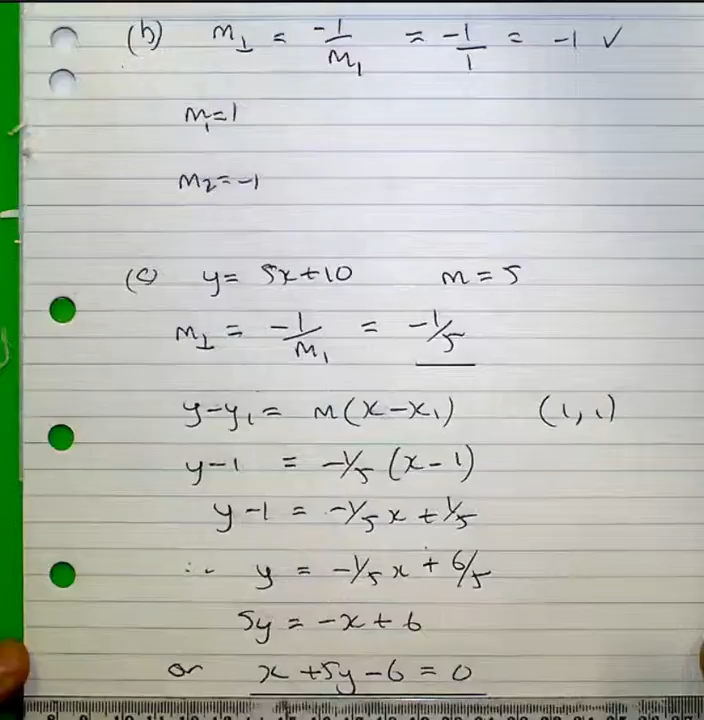 (b) m⊥ = -1/m₁ = -1/1 = -1 ✓
m₁=1
m₂=-1
(c) y= 5x+10 m=5
m⊥ = -1/m₁ = -1/5
y-y₁= m(x-x₁) (1,1)
y-1 = -1/5 (x-1)
y-1 = -1/5 x + 1/5
∴ y = -1/5 x + 6/5
5y = -x + 6
or x+5y-6 = 0